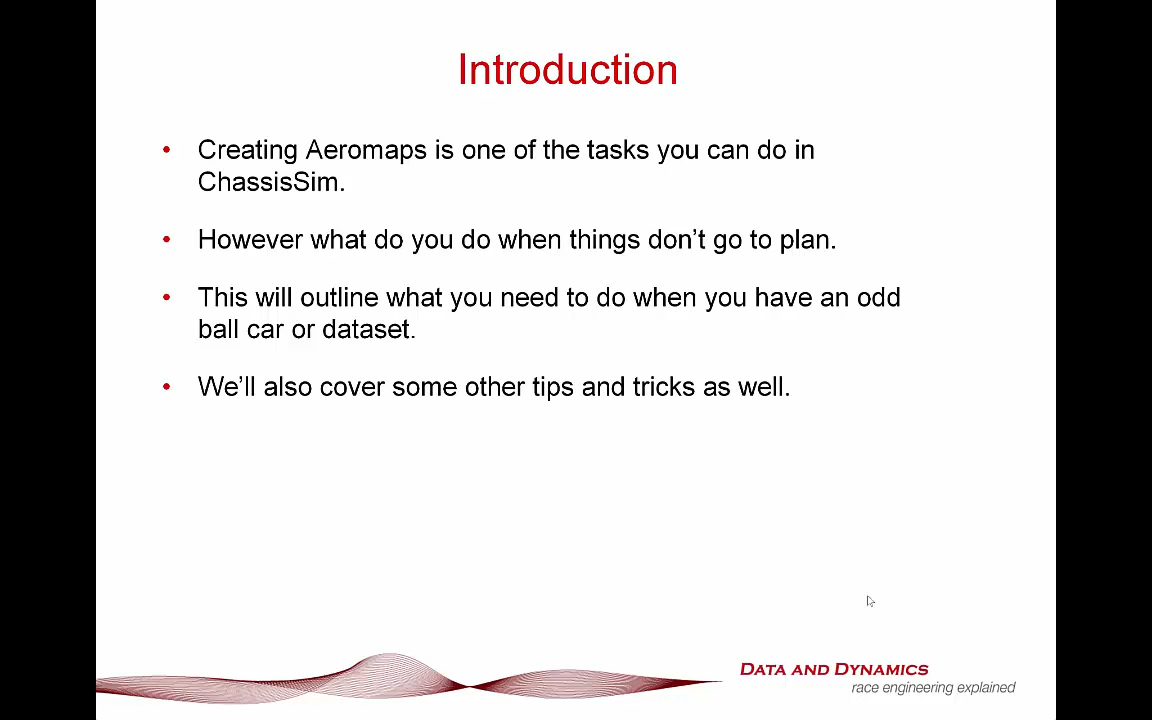 Introduction
• Creating Aeromaps is one of the tasks you can do in
ChassisSim.
• However what do you do when things don’t go to plan.
• This will outline what you need to do when you have an odd
ball car or dataset.
• We’ll also cover some other tips and tricks as well.
DATA AND DYNAMICS
race engineering explained